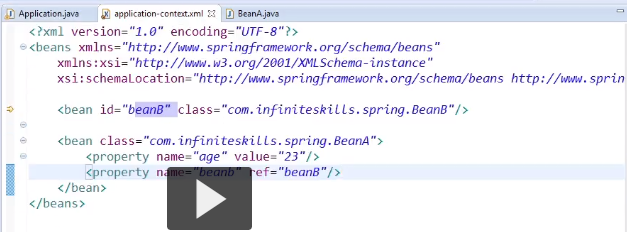 Application.java application-context.xml BeanA.java
<?xml version="1.0" encoding="UTF-8"?>
<beans xmlns="http://www.springframework.org/schema/beans"
xmlns:xsi="http://www.w3.org/2001/XMLSchema-instance"
xsi:schemaLocation="http://www.springframework.org/schema/beans http://www.sprin
<bean id="beanB" class="com.infiniteskills.spring.BeanB"/>
<bean class="com.infiniteskills.spring.BeanA">
<property name="age" value="23"/>
<property name="beanb" ref="beanB"/>
</bean>
</beans>